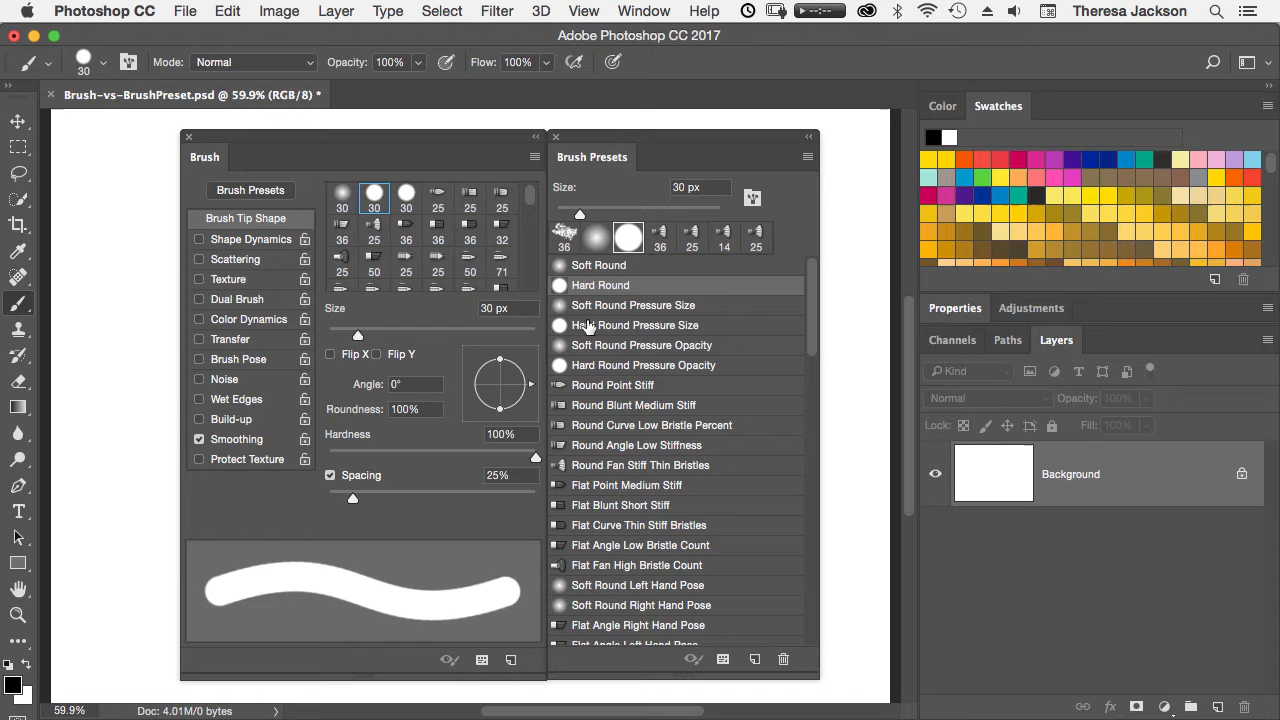 Photoshop CC File Edit Image Layer Type Select Filter 3D View Window Help Theresa Jackson
Adobe Photoshop CC 2017
30 Mode: Normal Opacity: 100% Flow: 100%
Brush-vs-BrushPreset.psd @ 59.9% (RGB/8) *
Brush
Brush Presets
Brush Tip Shape
Shape Dynamics
Scattering
Texture
Dual Brush
Color Dynamics
Transfer
Brush Pose
Noise
Wet Edges
Build-up
Smoothing
Protect Texture
30 30 30 25 25 25
36 25 36 36 36 32
25 50 25 25 50 71
Size 30 px
Flip X Flip Y
Angle: 0°
Roundness: 100%
Hardness 100%
Spacing 25%
Brush Presets
Size: 30 px
36 36 25 14 25
Soft Round
Hard Round
Soft Round Pressure Size
Hard Round Pressure Size
Soft Round Pressure Opacity
Hard Round Pressure Opacity
Round Point Stiff
Round Blunt Medium Stiff
Round Curve Low Bristle Percent
Round Angle Low Stiffness
Round Fan Stiff Thin Bristles
Flat Point Medium Stiff
Flat Blunt Short Stiff
Flat Curve Thin Stiff Bristles
Flat Angle Low Bristle Count
Flat Fan High Bristle Count
Soft Round Left Hand Pose
Soft Round Right Hand Pose
Flat Angle Right Hand Pose
Flat Angle Left Hand Pose
Color Swatches
Properties Adjustments
Channels Paths Layers
Kind
Normal Opacity: 100%
Lock: Fill: 100%
Background
59.9% Doc: 4.01M/0 bytes